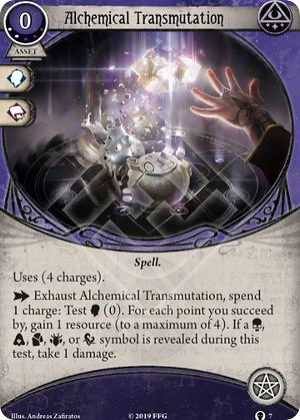 0
Alchemical Transmutation
ASSET
Spell.
Uses (4 charges).
Exhaust Alchemical Transmutation, spend
1 charge: Test (0). For each point you succeed
by, gain 1 resource (to a maximum of 4). If a ,
, , , or symbol is revealed during
this test, take 1 damage.
Illus. Andreas Zafiratos
© 2019 FFG
7